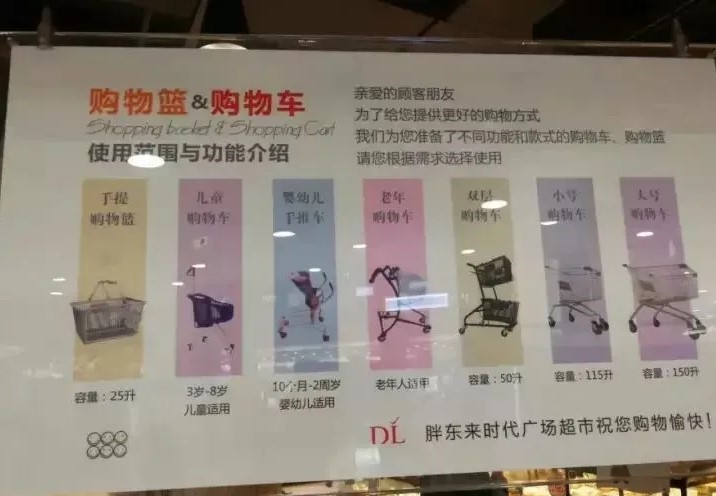 购物篮&购物车
Shopping basket & Shopping Cart
使用范围与功能介绍
亲爱的顾客朋友
为了给您提供更好的购物方式
我们为您准备了不同功能和款式的购物车、购物篮
请您根据需求选择使用
手提
购物篮
容量：25升
儿童
购物车
3岁-8岁
儿童适用
婴幼儿
手推车
10个月-2周岁
婴幼儿适用
老年
购物车
老年人适用
双层
购物车
容量：50升
小号
购物车
容量：115升
大号
购物车
容量：150升
DL 胖东来时代广场超市祝您购物愉快！